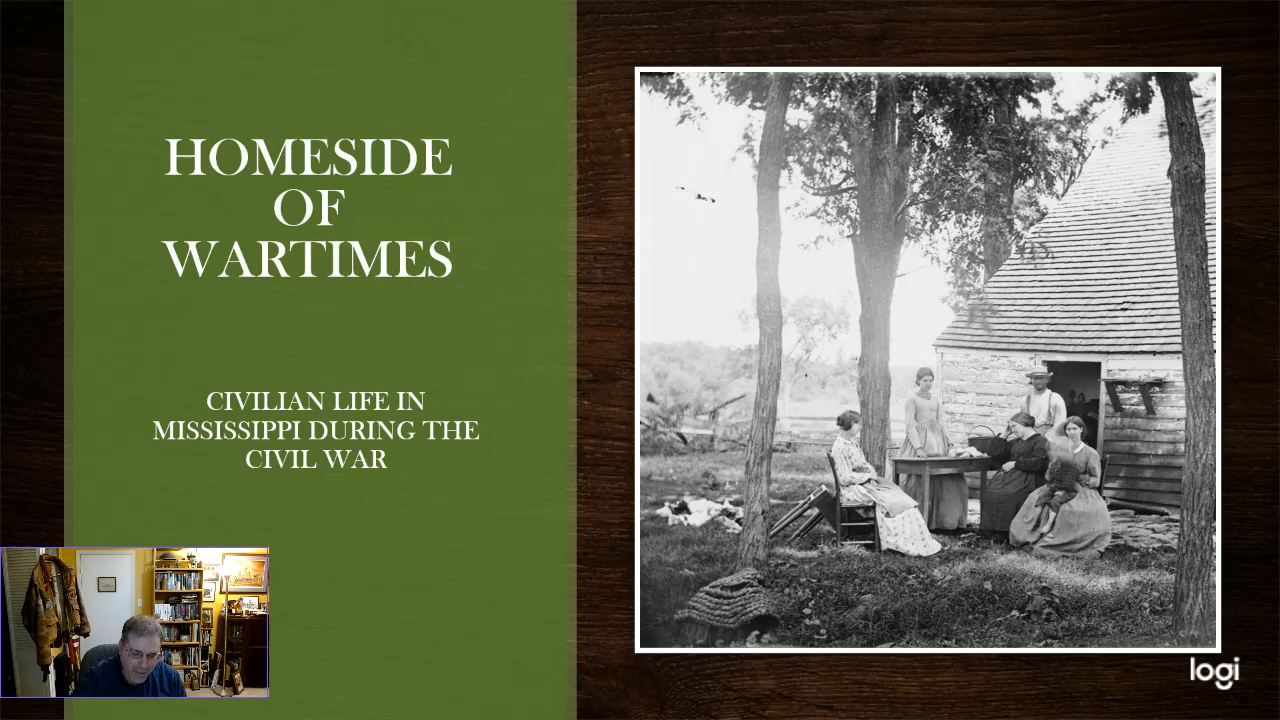 HOMESIDE
OF
WARTIMES
CIVILIAN LIFE IN
MISSISSIPPI DURING THE
CIVIL WAR
logi